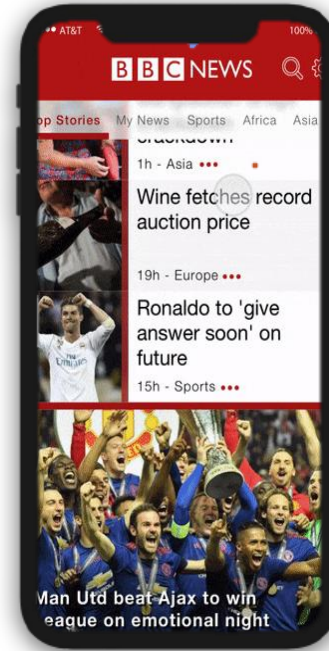 AT&T 100%
BBC NEWS
op Stories My News Sports Africa Asia
crackdown
1h - Asia •••
Wine fetches record
auction price
19h - Europe •••
Ronaldo to 'give
answer soon' on
future
15h - Sports •••
Man Utd beat Ajax to win
eague on emotional night